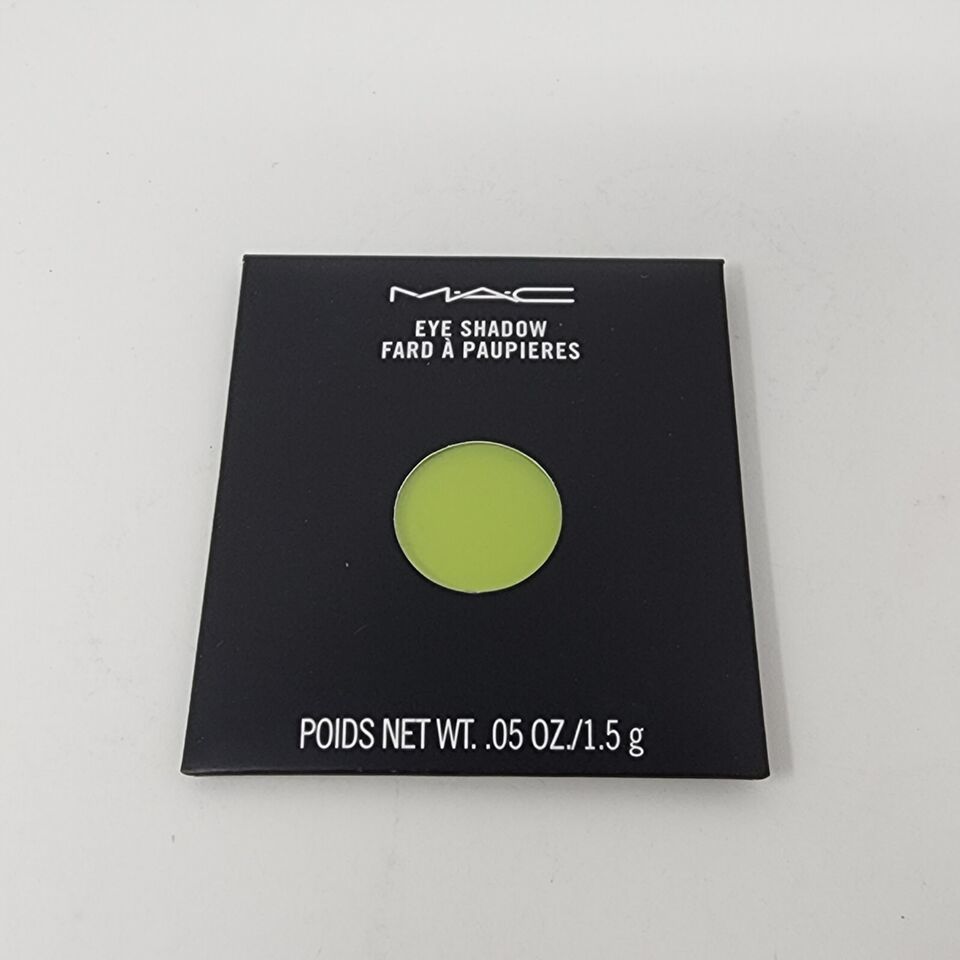 M·A·C
EYE SHADOW
FARD À PAUPIERES
POIDS NET WT. .05 OZ./1.5 g